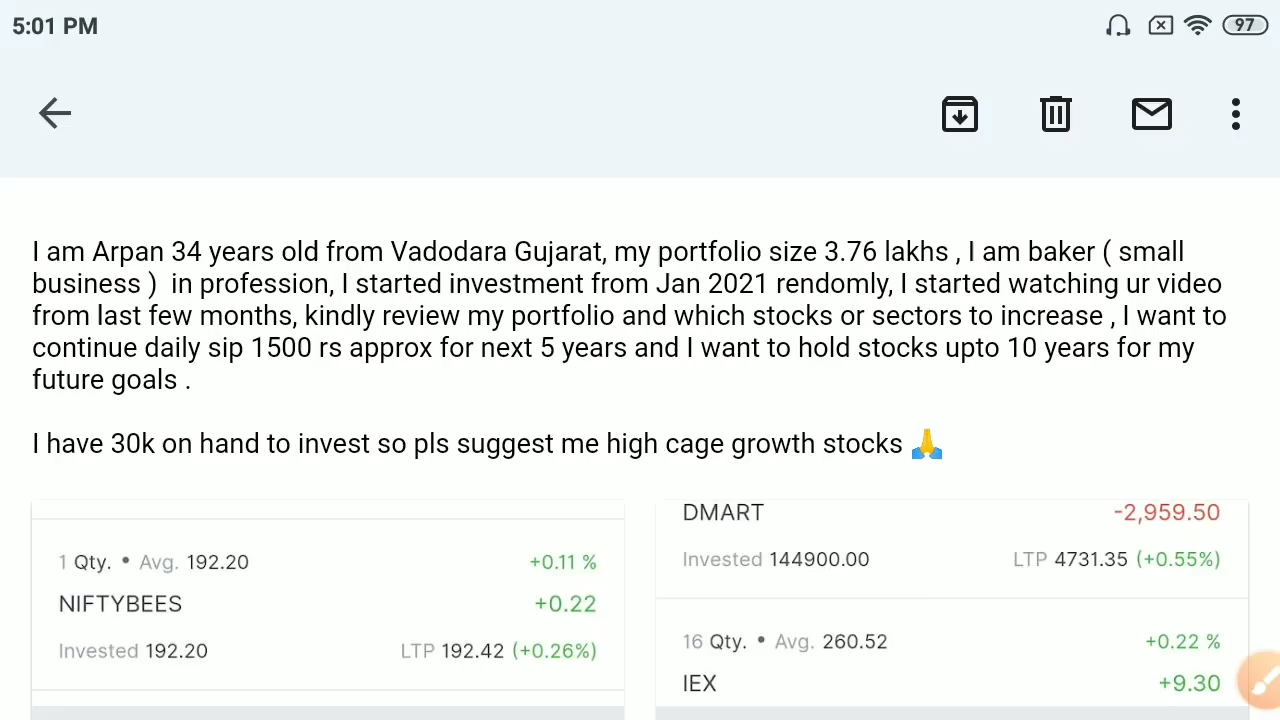 5:01 PM
97
I am Arpan 34 years old from Vadodara Gujarat, my portfolio size 3.76 lakhs , I am baker ( small
business )  in profession, I started investment from Jan 2021 rendomly, I started watching ur video
from last few months, kindly review my portfolio and which stocks or sectors to increase , I want to
continue daily sip 1500 rs approx for next 5 years and I want to hold stocks upto 10 years for my
future goals .
I have 30k on hand to invest so pls suggest me high cage growth stocks 🙏
1 Qty. • Avg. 192.20 +0.11 %
NIFTYBEES +0.22
Invested 192.20 LTP 192.42 (+0.26%)
DMART -2,959.50
Invested 144900.00 LTP 4731.35 (+0.55%)
16 Qty. • Avg. 260.52 +0.22 %
IEX +9.30